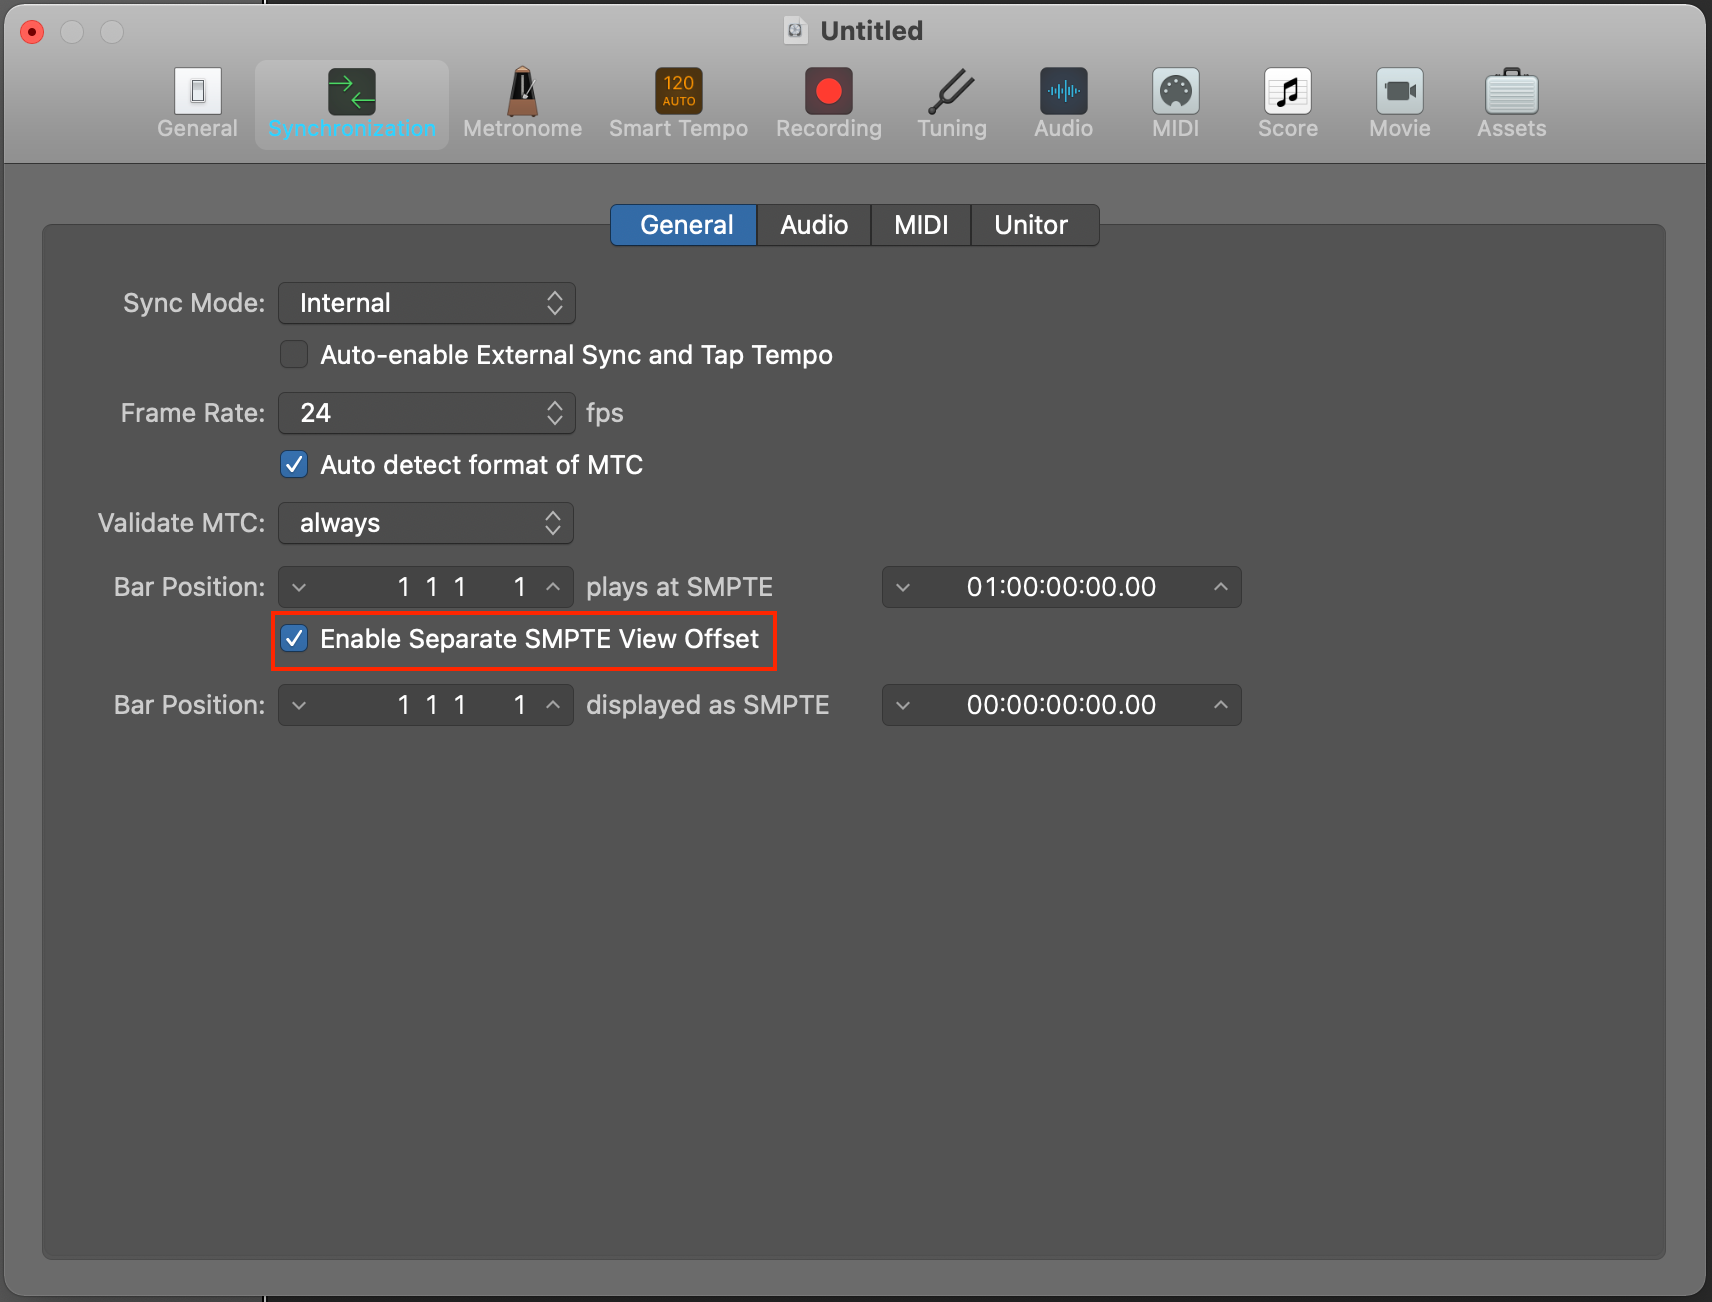 Untitled
General Synchronization Metronome 120 AUTO Smart Tempo Recording Tuning Audio MIDI Score Movie Assets
General Audio MIDI Unitor
Sync Mode: Internal
Auto-enable External Sync and Tap Tempo
Frame Rate: 24 fps
Auto detect format of MTC
Validate MTC: always
Bar Position: 1 1 1 1 plays at SMPTE 01:00:00:00.00
Enable Separate SMPTE View Offset
Bar Position: 1 1 1 1 displayed as SMPTE 00:00:00:00.00